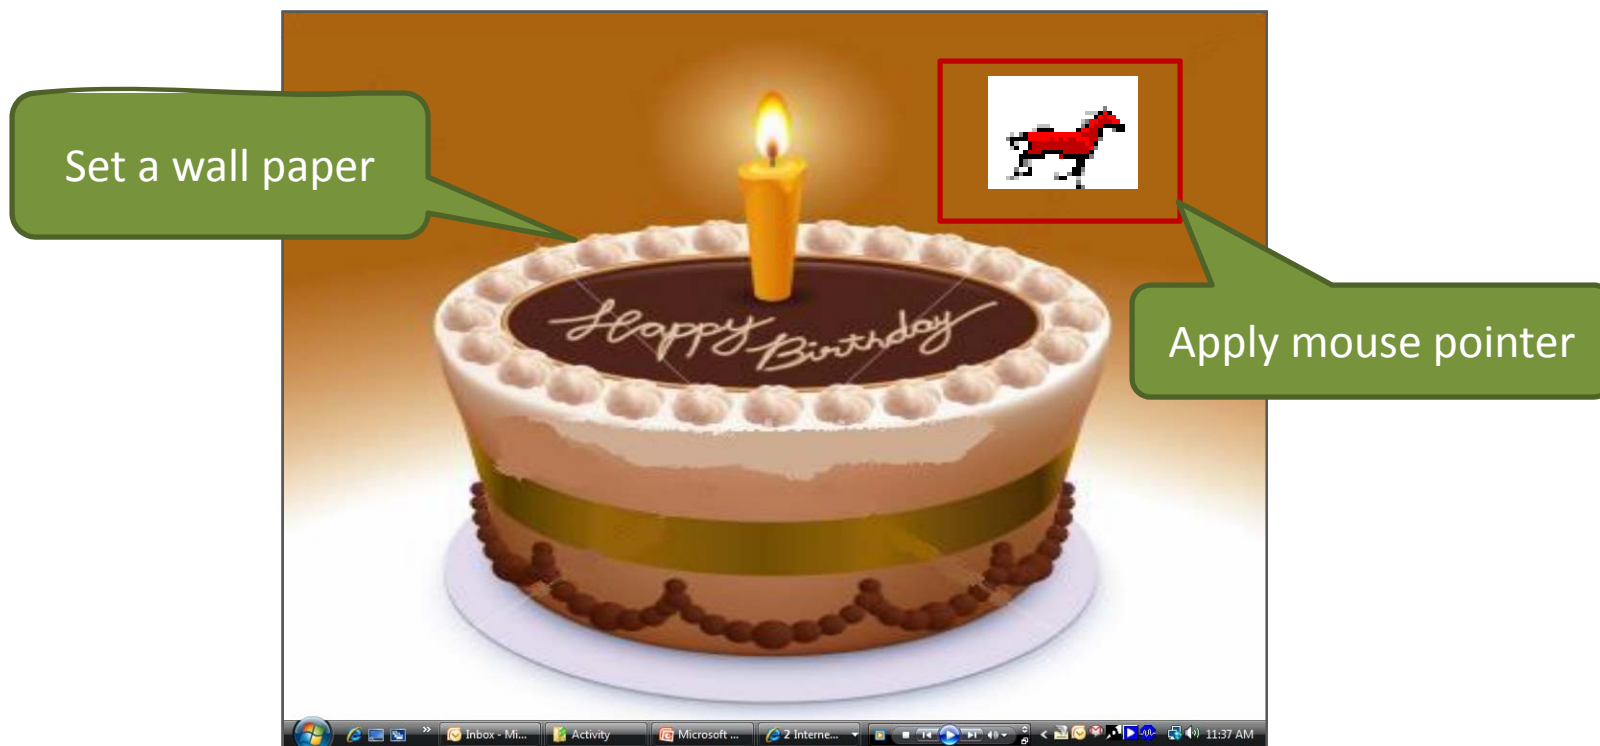 Set a wall paper
Happy Birthday
Apply mouse pointer
Inbox - Mi...
Activity
Microsoft ...
2 Interne...
11:37 AM